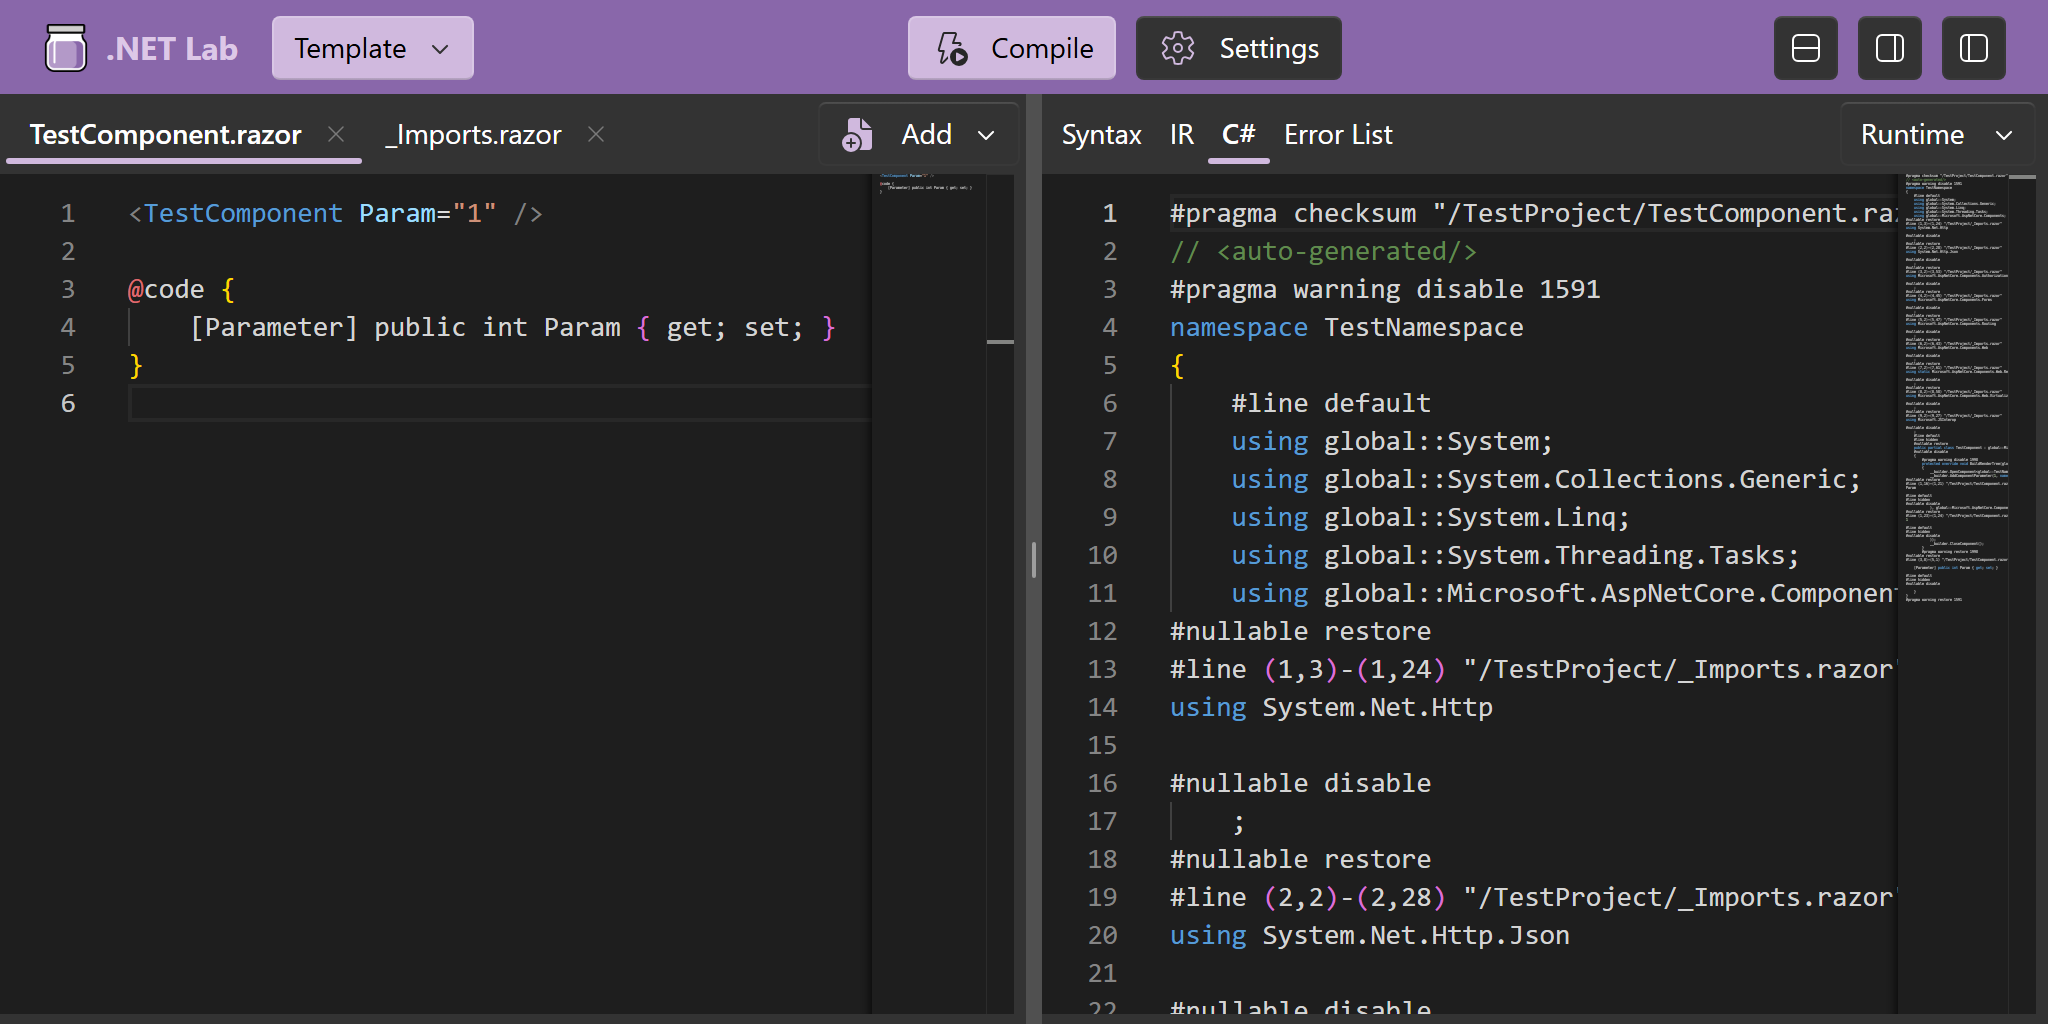 .NET Lab
Template
Compile
Settings
TestComponent.razor
_Imports.razor
Add
1 <TestComponent Param="1" />
2
3 @code {
4 [Parameter] public int Param { get; set; }
5 }
6
Syntax
IR
C#
Error List
Runtime
1 #pragma checksum "/TestProject/TestComponent.raz
2 // <auto-generated/>
3 #pragma warning disable 1591
4 namespace TestNamespace
5 {
6 #line default
7 using global::System;
8 using global::System.Collections.Generic;
9 using global::System.Linq;
10 using global::System.Threading.Tasks;
11 using global::Microsoft.AspNetCore.Component
12 #nullable restore
13 #line (1,3)-(1,24) "/TestProject/_Imports.razor"
14 using System.Net.Http
15
16 #nullable disable
17 ;
18 #nullable restore
19 #line (2,2)-(2,28) "/TestProject/_Imports.razor"
20 using System.Net.Http.Json
21
22 #nullable disable